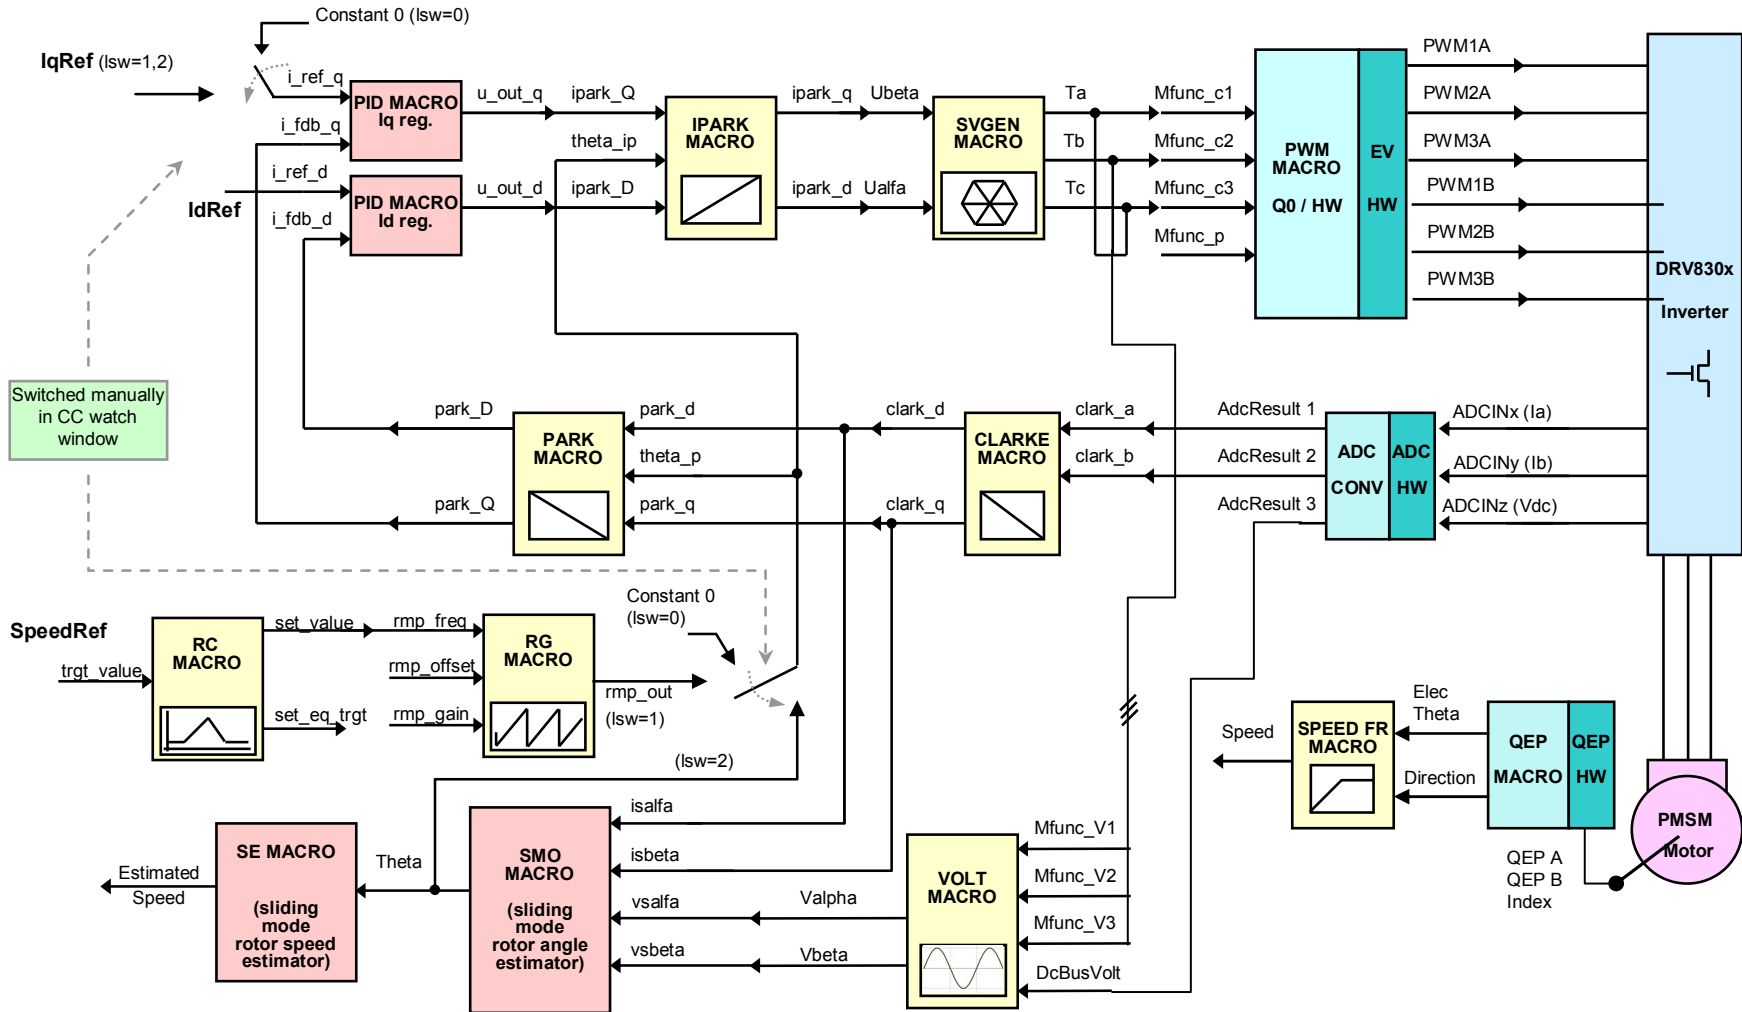 Constant 0 (lsw=0)
IqRef (lsw=1,2)
i_ref_q
i_fdb_q
i_ref_d
IdRef
i_fdb_d
PID MACRO
Iq reg.
PID MACRO
Id reg.
u_out_q
u_out_d
ipark_Q
theta_ip
ipark_D
IPARK
MACRO
ipark_q
ipark_d
Ubeta
Ualfa
SVGEN
MACRO
Ta
Tb
Tc
Mfunc_c1
Mfunc_c2
Mfunc_c3
Mfunc_p
PWM
MACRO
Q0 / HW
EV
HW
PWM1A
PWM2A
PWM3A
PWM1B
PWM2B
PWM3B
DRV830x
Inverter
Switched manually
in CC watch
window
park_D
park_Q
PARK
MACRO
park_d
theta_p
park_q
clark_d
clark_q
CLARKE
MACRO
clark_a
clark_b
AdcResult 1
AdcResult 2
AdcResult 3
ADC
CONV
ADC
HW
ADCINx (Ia)
ADCINy (Ib)
ADCINz (Vdc)
SpeedRef
trgt_value
RC
MACRO
set_value
set_eq_trgt
rmp_freq
rmp_offset
rmp_gain
RG
MACRO
rmp_out
(lsw=1)
Constant 0
(lsw=0)
(lsw=2)
Speed
SPEED FR
MACRO
Elec
Theta
Direction
QEP
MACRO
QEP
HW
PMSM
Motor
QEP A
QEP B
Index
Estimated
Speed
SE MACRO
(sliding
mode
rotor speed
estimator)
Theta
SMO
MACRO
(sliding
mode
rotor angle
estimator)
isalfa
isbeta
vsalfa
vsbeta
Valpha
Vbeta
VOLT
MACRO
Mfunc_V1
Mfunc_V2
Mfunc_V3
DcBusVolt